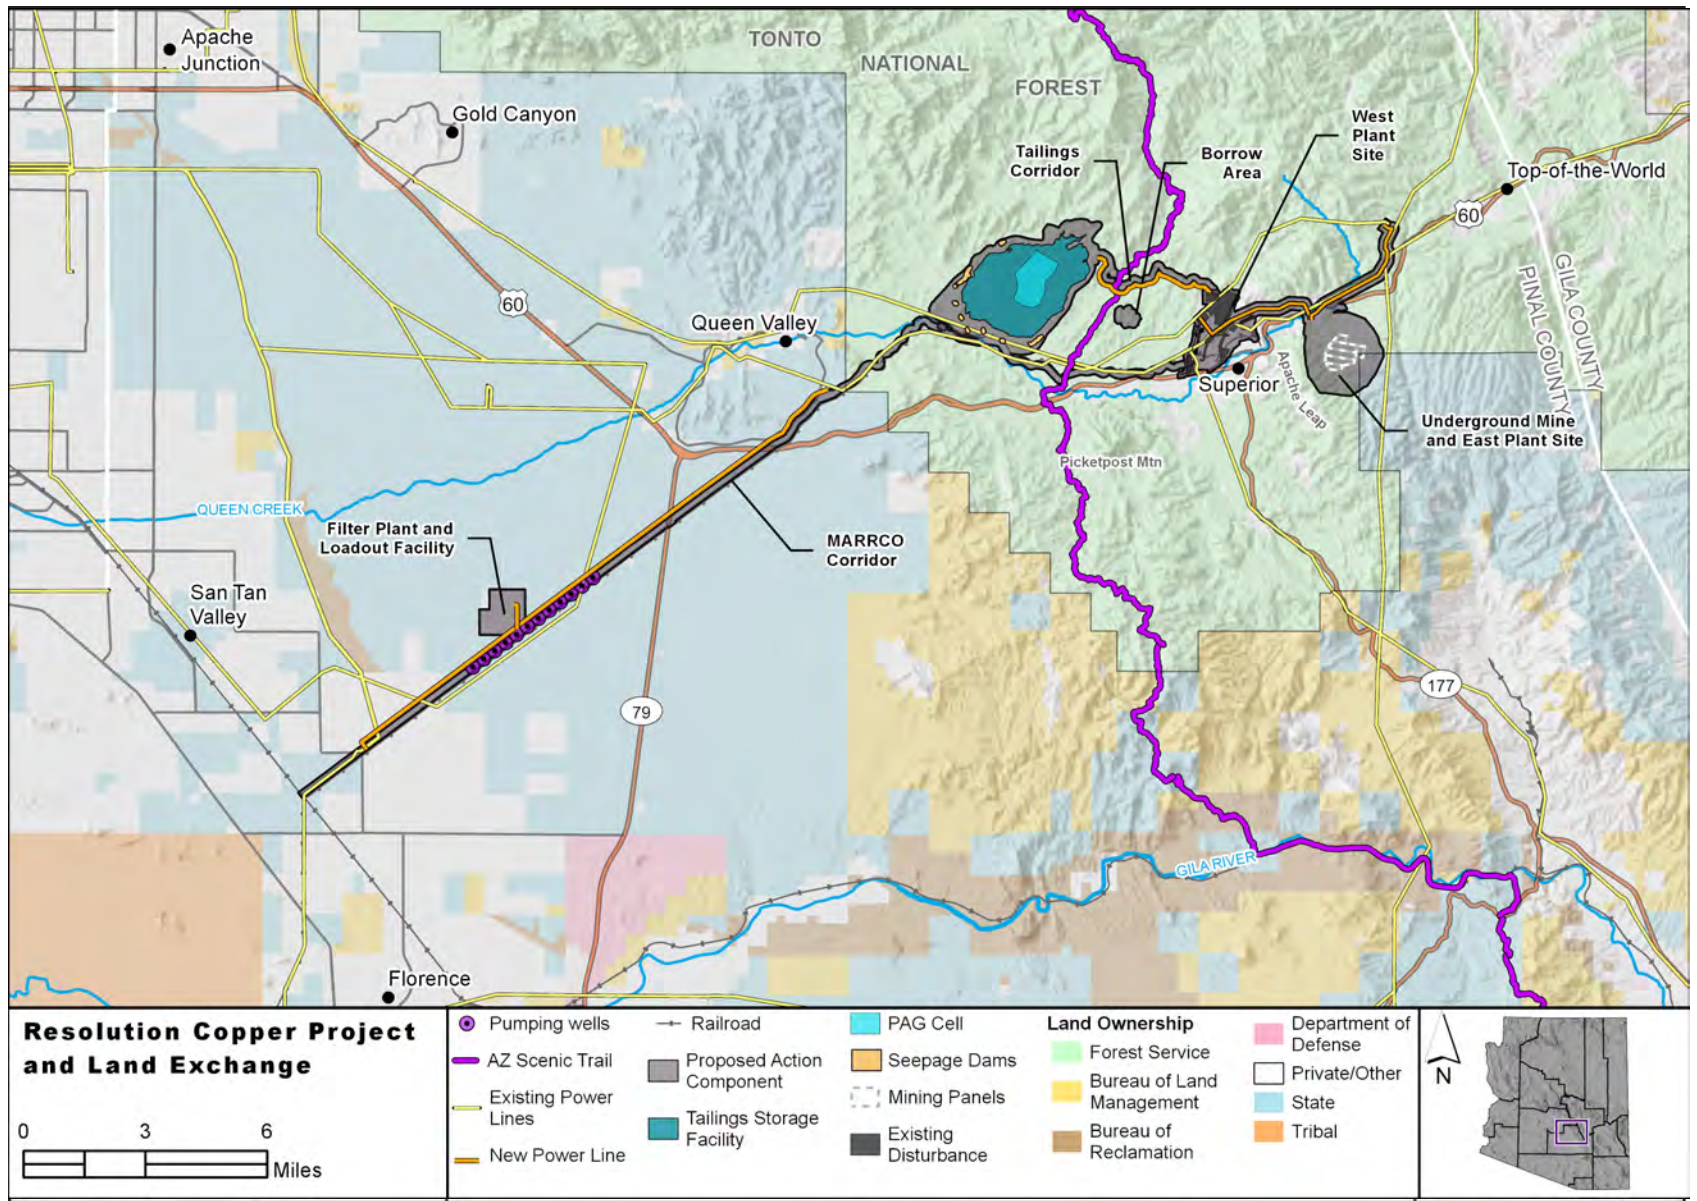 TONTO
NATIONAL
FOREST
Apache
Junction
Gold Canyon
West
Plant
Site
Tailings
Corridor
Borrow
Area
Top-of-the-World
60
GILA COUNTY
PINAL COUNTY
60
Queen Valley
Superior
Apache Leap
Underground Mine
and East Plant Site
Picketpost Mtn
QUEEN CREEK
Filter Plant and
Loadout Facility
MARRCO
Corridor
San Tan
Valley
79
177
GILA RIVER
Florence
Resolution Copper Project
and Land Exchange
0 3 6
Miles
Pumping wells
AZ Scenic Trail
Existing Power
Lines
New Power Line
Railroad
Proposed Action
Component
Tailings Storage
Facility
PAG Cell
Seepage Dams
Mining Panels
Existing
Disturbance
Land Ownership
Forest Service
Bureau of Land
Management
Bureau of
Reclamation
Department of
Defense
Private/Other
State
Tribal
N